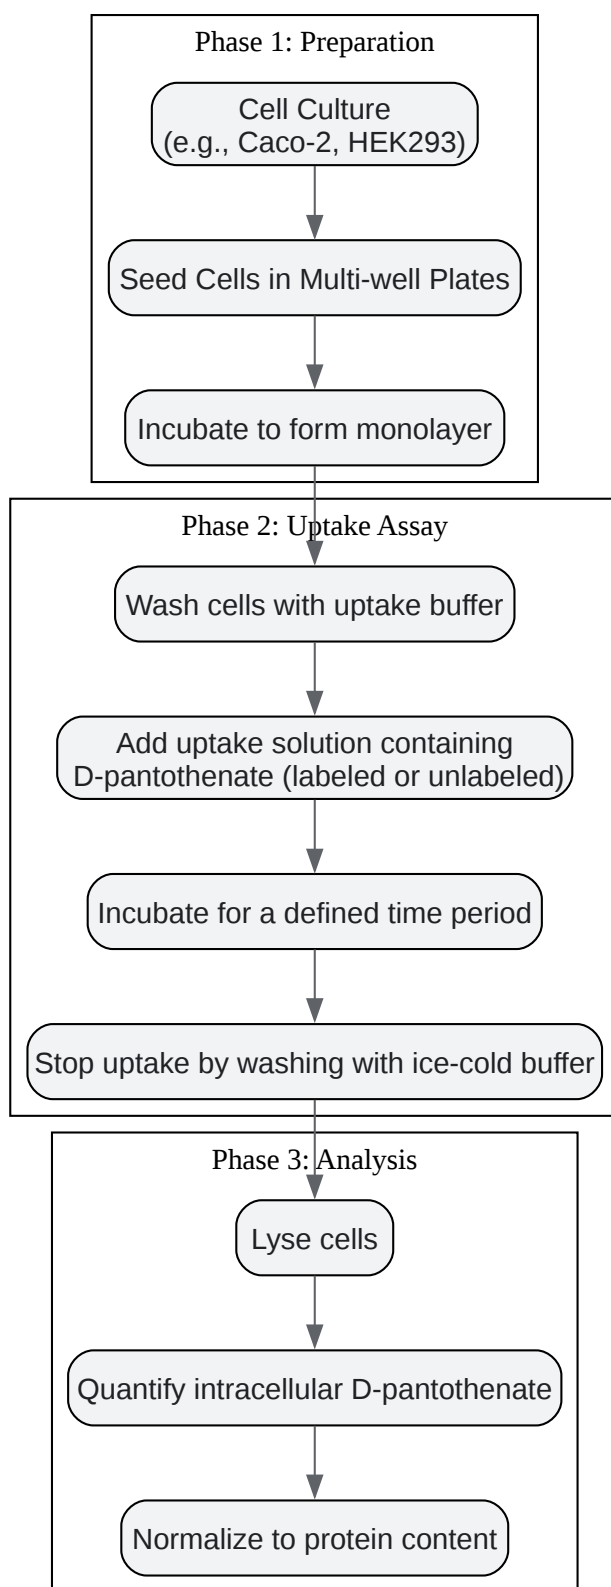 Phase 1: Preparation
Cell Culture
(e.g., Caco-2, HEK293)
Seed Cells in Multi-well Plates
Incubate to form monolayer
Phase 2: Uptake Assay
Wash cells with uptake buffer
Add uptake solution containing
D-pantothenate (labeled or unlabeled)
Incubate for a defined time period
Stop uptake by washing with ice-cold buffer
Phase 3: Analysis
Lyse cells
Quantify intracellular D-pantothenate
Normalize to protein content